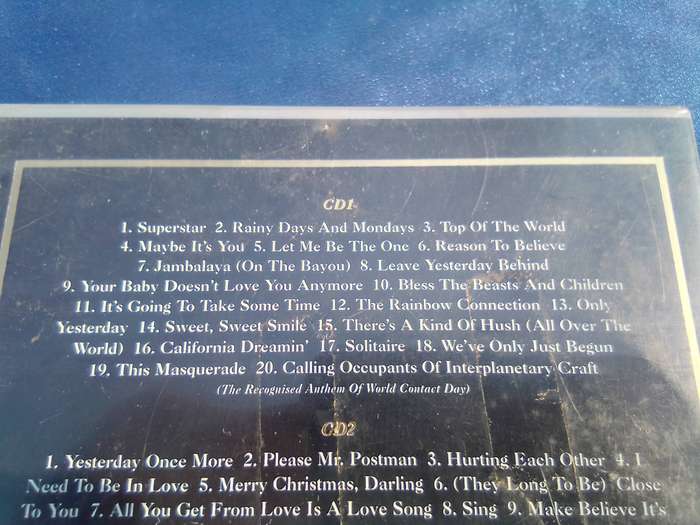 CD1
1. Superstar 2. Rainy Days And Mondays 3. Top Of The World
4. Maybe It's You 5. Let Me Be The One 6. Reason To Believe
7. Jambalaya (On The Bayou) 8. Leave Yesterday Behind
9. Your Baby Doesn't Love You Anymore 10. Bless The Beasts And Children
11. It's Going To Take Some Time 12. The Rainbow Connection 13. Only
Yesterday 14. Sweet, Sweet Smile 15. There's A Kind Of Hush (All Over The
World) 16. California Dreamin' 17. Solitaire 18. We've Only Just Begun
19. This Masquerade 20. Calling Occupants Of Interplanetary Craft
(The Recognised Anthem Of World Contact Day)
CD2
1. Yesterday Once More 2. Please Mr. Postman 3. Hurting Each Other 4. I
Need To Be In Love 5. Merry Christmas, Darling 6. (They Long To Be) Close
To You 7. All You Get From Love Is A Love Song 8. Sing 9. Make Believe It's